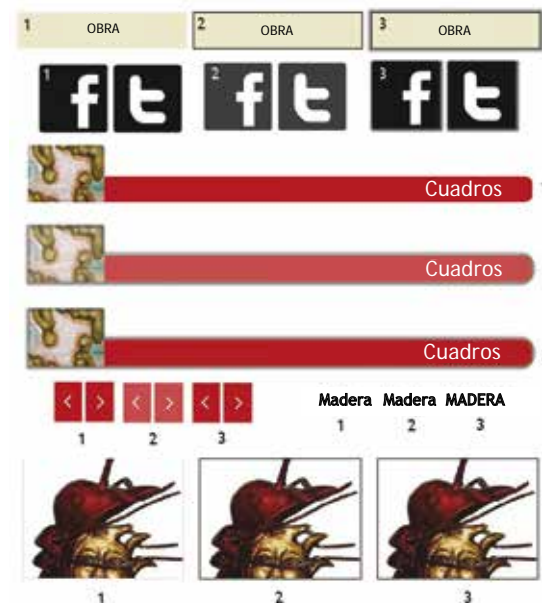 1 OBRA 2 OBRA 3 OBRA
1 f t 2 f t 3 f t
Cuadros
Cuadros
Cuadros
< > < > < >
1 2 3
Madera Madera MADERA
1 2 3
1 2 3